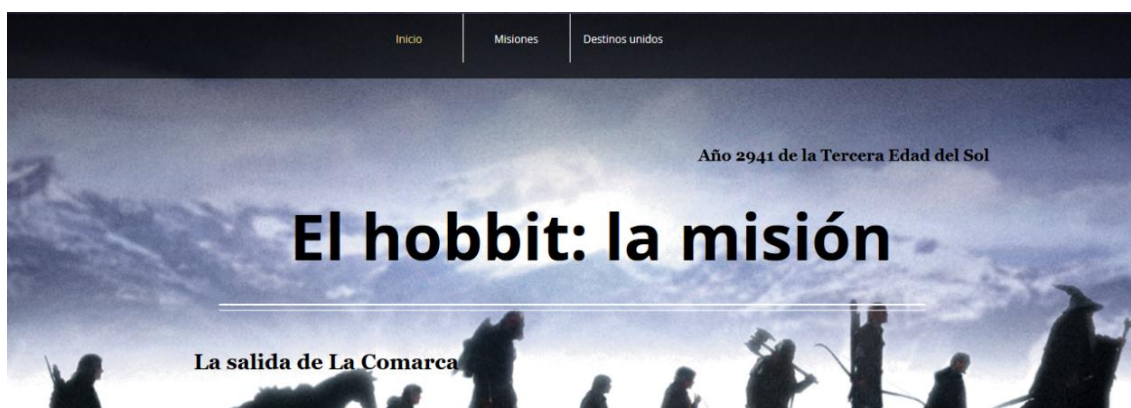 Inicio
Misiones
Destinos unidos
Año 2941 de la Tercera Edad del Sol
El hobbit: la misión
La salida de La Comarca